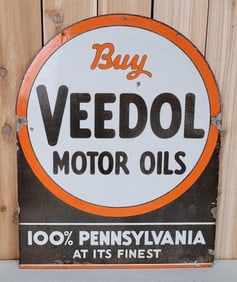 Buy
VEEDOL
MOTOR OILS
100% PENNSYLVANIA
AT ITS FINEST